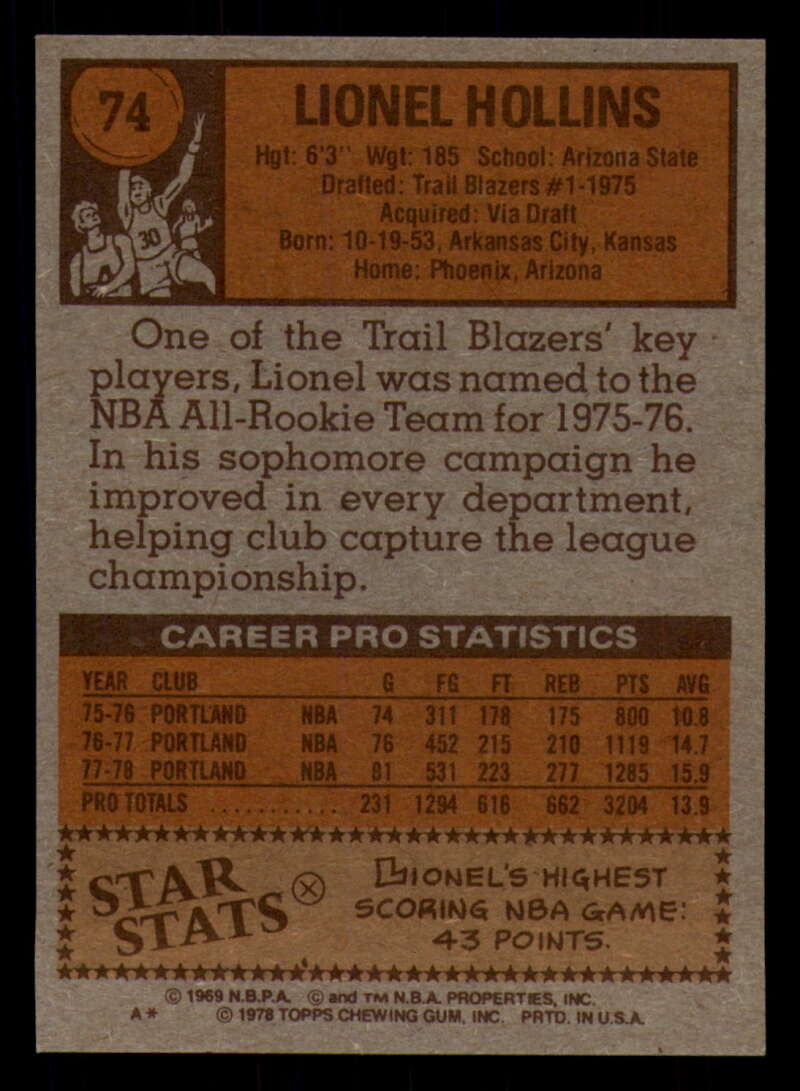 74
LIONEL HOLLINS
Hgt: 6'3" Wgt: 185 School: Arizona State
Drafted: Trail Blazers #1-1975
Acquired: Via Draft
Born: 10-19-53, Arkansas City, Kansas
Home: Phoenix, Arizona
30
One of the Trail Blazers' key
players, Lionel was named to the
NBA All-Rookie Team for 1975-76.
In his sophomore campaign he
improved in every department,
helping club capture the league
championship.
CAREER PRO STATISTICS
YEAR CLUB G FG FT REB PTS AVG
75-76 PORTLAND NBA 74 311 178 175 800 10.8
76-77 PORTLAND NBA 76 452 215 210 1119 14.7
77-78 PORTLAND NBA 81 531 223 277 1285 15.9
PRO TOTALS ............ 231 1294 616 662 3204 13.9
STAR
STATS
LIONEL'S HIGHEST
SCORING NBA GAME:
43 POINTS.
© 1969 N.B.P.A. © and TM N.B.A. PROPERTIES, INC.
A* © 1978 TOPPS CHEWING GUM, INC. PRTD. IN U.S.A.